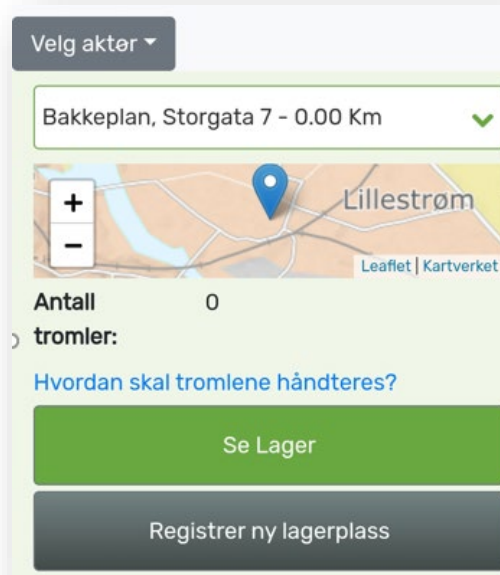 Velg aktør
Bakkeplan, Storgata 7 - 0.00 Km
+
Lillestrøm
−
Leaflet | Kartverket
Antall 0
tromler:
Hvordan skal tromlene håndteres?
Se Lager
Registrer ny lagerplass